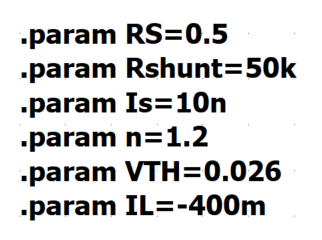 .param RS=0.5
.param Rshunt=50k
.param Is=10n
.param n=1.2
.param VTH=0.026
.param IL=-400m